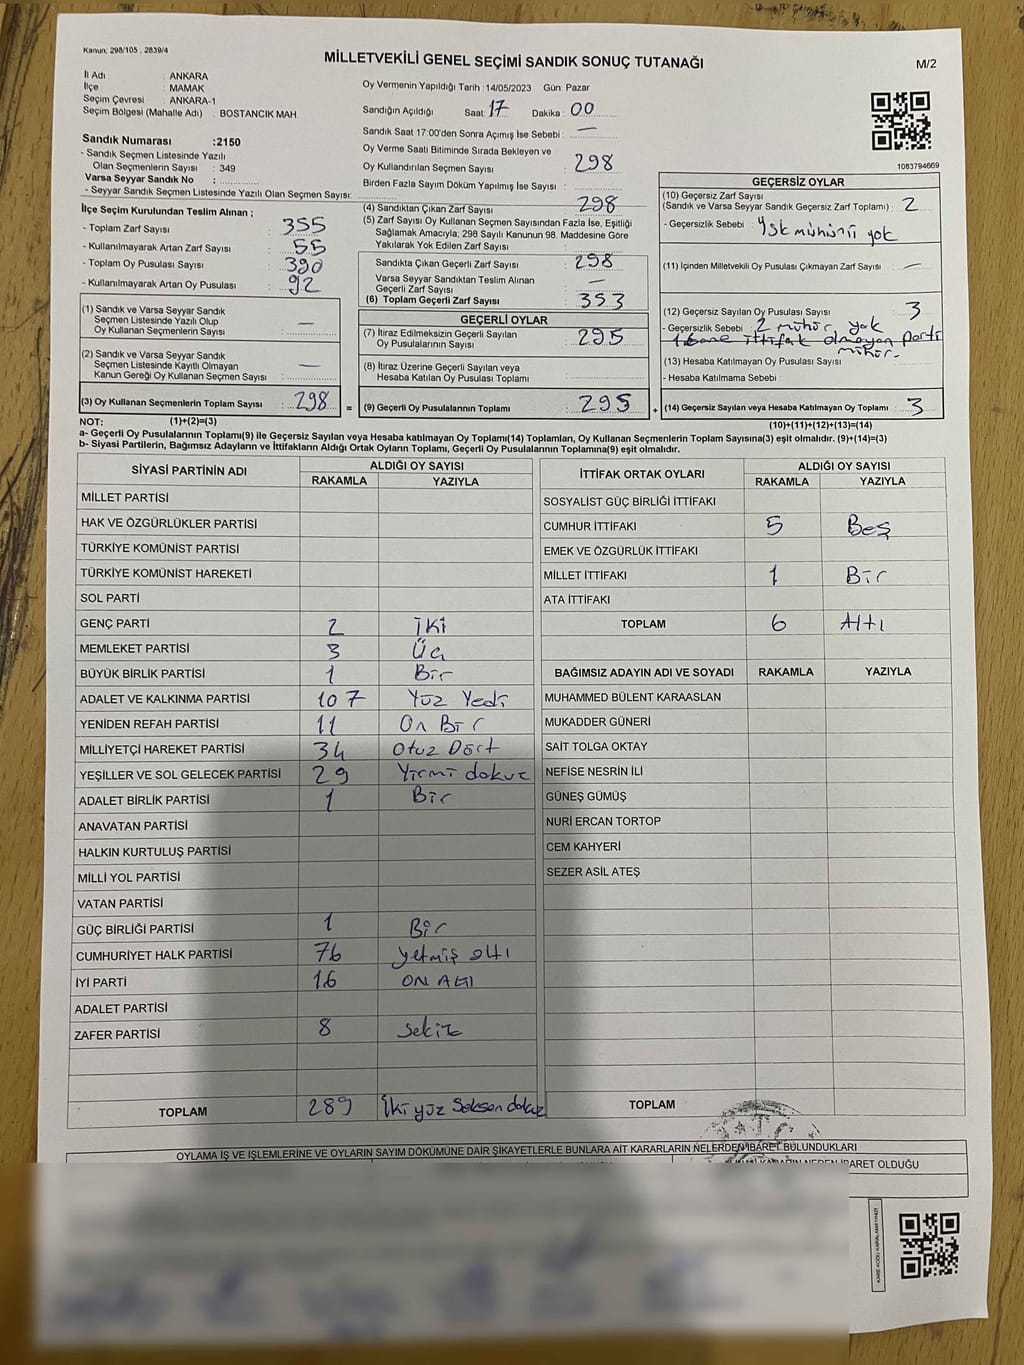 Kanun: 298/105 , 2839/4
MİLLETVEKİLİ GENEL SEÇİMİ SANDIK SONUÇ TUTANAĞI
M/2
İl Adı : ANKARA
İlçe : MAMAK
Seçim Çevresi : ANKARA-1
Seçim Bölgesi (Mahalle Adı) : BOSTANCIK MAH
Sandık Numarası :2150
- Sandık Seçmen Listesinde Yazılı
Olan Seçmenlerin Sayısı : 349
Varsa Seyyar Sandık No :
- Seyyar Sandık Seçmen Listesinde Yazılı Olan Seçmen Sayısı:
İlçe Seçim Kurulundan Teslim Alınan ;
- Toplam Zarf Sayısı : 355
- Kullanılmayarak Artan Zarf Sayısı : 55
- Toplam Oy Pusulası Sayısı : 390
- Kullanılmayarak Artan Oy Pusulası : 92
(1) Sandık ve Varsa Seyyar Sandık
Seçmen Listesinde Yazılı Olup
Oy Kullanan Seçmenlerin Sayısı : —
(2) Sandık ve Varsa Seyyar Sandık
Seçmen Listesinde Kayıtlı Olmayan
Kanun Gereği Oy Kullanan Seçmen Sayısı : —
(3) Oy Kullanan Seçmenlerin Toplam Sayısı : 298
Oy Vermenin Yapıldığı Tarih :14/05/2023 Gün: Pazar
Sandığın Açıldığı Saat: 17 Dakika : 00
Sandık Saat 17:00'den Sonra Açımış İse Sebebi : —
Oy Verme Saati Bitiminde Sırada Bekleyen ve
Oy Kullandırılan Seçmen Sayısı : 298
Birden Fazla Sayım Döküm Yapılmış İse Sayısı :
(4) Sandıktan Çıkan Zarf Sayısı : 298
(5) Zarf Sayısı Oy Kullanan Seçmen Sayısından Fazla İse, Eşitliği
Sağlamak Amacıyla; 298 Sayılı Kanunun 98. Maddesine Göre
Yakılarak Yok Edilen Zarf Sayısı :
Sandıkta Çıkan Geçerli Zarf Sayısı : 298
Varsa Seyyar Sandıktan Teslim Alınan
Geçerli Zarf Sayısı : —
(6) Toplam Geçerli Zarf Sayısı : 353
GEÇERLİ OYLAR
(7) İtiraz Edilmeksizin Geçerli Sayılan
Oy Pusulalarının Sayısı : 295
(8) İtiraz Üzerine Geçerli Sayılan veya
Hesaba Katılan Oy Pusulası Toplamı :
= (9) Geçerli Oy Pusulalarının Toplamı : 295
1083794669
GEÇERSİZ OYLAR
(10) Geçersiz Zarf Sayısı
(Sandık ve Varsa Seyyar Sandık Geçersiz Zarf Toplamı) : 2
- Geçersizlik Sebebi : Ysk mührü yok
(11) İçinden Milletvekili Oy Pusulası Çıkmayan Zarf Sayısı : —
(12) Geçersiz Sayılan Oy Pusulası Sayısı : 3
- Geçersizlik Sebebi : 2 mühür yok
1 tane ittifak olmayan parti
mühür.
(13) Hesaba Katılmayan Oy Pusulası Sayısı :
- Hesaba Katılmama Sebebi :
+ (14) Geçersiz Sayılan veya Hesaba Katılmayan Oy Toplamı : 3
NOT: (1)+(2)=(3)
(10)+(11)+(12)+(13)=(14)
a- Geçerli Oy Pusulalarının Toplamı(9) ile Geçersiz Sayılan veya Hesaba katılmayan Oy Toplamı(14) Toplamları, Oy Kullanan Seçmenlerin Toplam Sayısına(3) eşit olmalıdır. (9)+(14)=(3)
b- Siyasi Partilerin, Bağımsız Adayların ve İttifakların Aldığı Ortak Oyların Toplamı, Geçerli Oy Pusulalarının Toplamına(9) eşit olmalıdır.
SİYASİ PARTİNİN ADI ALDIĞI OY SAYISI
RAKAMLA YAZIYLA
MİLLET PARTİSİ
HAK VE ÖZGÜRLÜKLER PARTİSİ
TÜRKİYE KOMÜNİST PARTİSİ
TÜRKİYE KOMÜNİST HAREKETİ
SOL PARTİ
GENÇ PARTİ 2 İKİ
MEMLEKET PARTİSİ 3 Üç
BÜYÜK BİRLİK PARTİSİ 1 Bir
ADALET VE KALKINMA PARTİSİ 107 Yüz Yedi
YENİDEN REFAH PARTİSİ 11 On Bir
MİLLİYETÇİ HAREKET PARTİSİ 34 Otuz Dört
YEŞİLLER VE SOL GELECEK PARTİSİ 29 Yirmi dokuz
ADALET BİRLİK PARTİSİ 1 Bir
ANAVATAN PARTİSİ
HALKIN KURTULUŞ PARTİSİ
MİLLİ YOL PARTİSİ
VATAN PARTİSİ
GÜÇ BİRLİĞİ PARTİSİ 1 Bir
CUMHURİYET HALK PARTİSİ 76 yetmiş altı
İYİ PARTİ 16 ON Altı
ADALET PARTİSİ
ZAFER PARTİSİ 8 Sekiz
TOPLAM 289 İki yüz Seksen dokuz
İTTİFAK ORTAK OYLARI ALDIĞI OY SAYISI
RAKAMLA YAZIYLA
SOSYALİST GÜÇ BİRLİĞİ İTTİFAKI
CUMHUR İTTİFAKI 5 Beş
EMEK VE ÖZGÜRLÜK İTTİFAKI
MİLLET İTTİFAKI 1 Bir
ATA İTTİFAKI
TOPLAM 6 Altı
BAĞIMSIZ ADAYIN ADI VE SOYADI RAKAMLA YAZIYLA
MUHAMMED BÜLENT KARAASLAN
MUKADDER GÜNERİ
SAİT TOLGA OKTAY
NEFİSE NESRİN İLİ
GÜNEŞ GÜMÜŞ
NURİ ERCAN TORTOP
CEM KAHYERİ
SEZER ASİL ATEŞ
TOPLAM
OYLAMA İŞ VE İŞLEMLERİNE VE OYLARIN SAYIM DÖKÜMÜNE DAİR ŞİKAYETLERLE BUNLARA AİT KARARLARIN NELERDEN İBARET BULUNDUKLARI
KARARIN NEDEN İBARET OLDUĞU